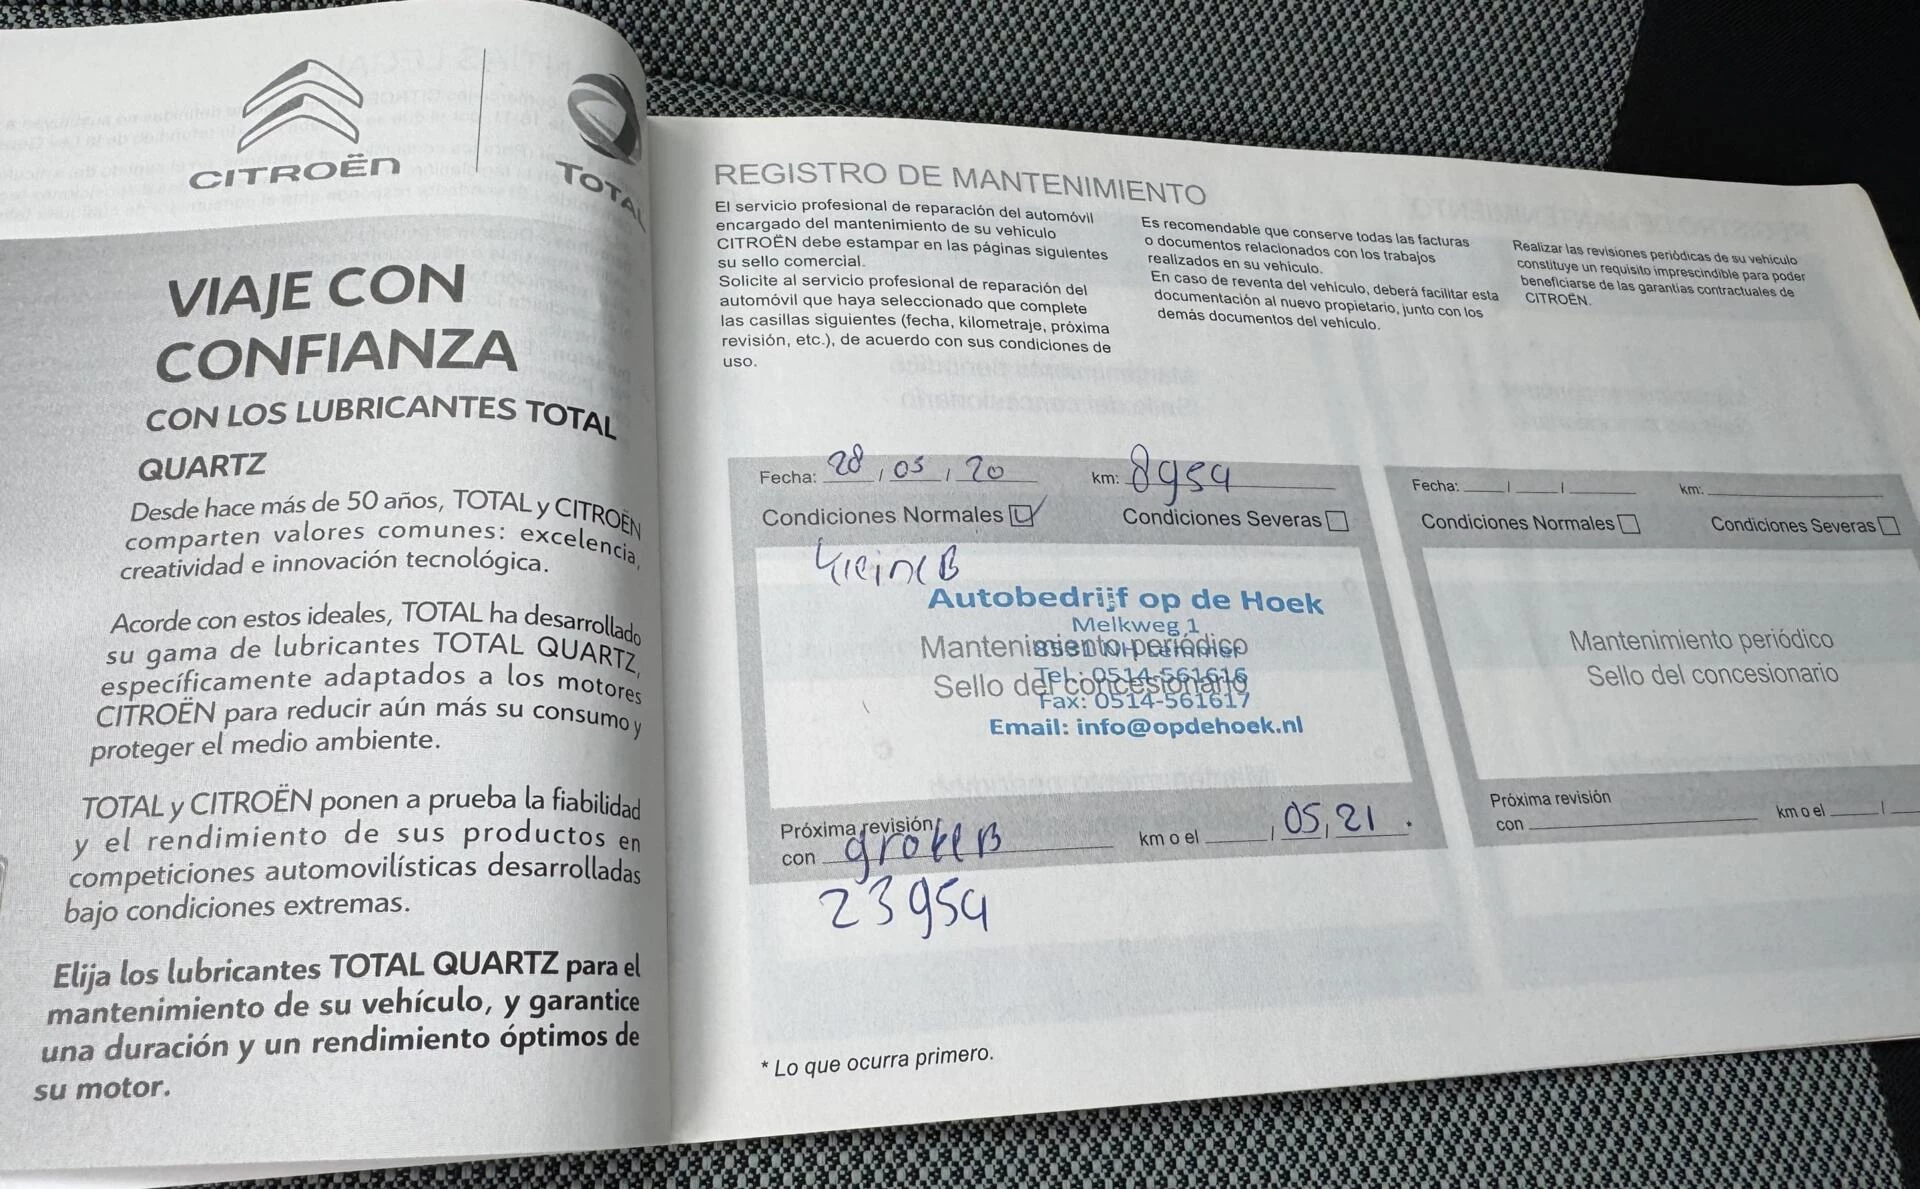 CITROËN
TOTAL
VIAJE CON
CONFIANZA
CON LOS LUBRICANTES TOTAL
QUARTZ
Desde hace más de 50 años, TOTAL y CITROËN
comparten valores comunes: excelencia,
creatividad e innovación tecnológica.
Acorde con estos ideales, TOTAL ha desarrollado
su gama de lubricantes TOTAL QUARTZ,
específicamente adaptados a los motores
CITROËN para reducir aún más su consumo y
proteger el medio ambiente.
TOTAL y CITROËN ponen a prueba la fiabilidad
y el rendimiento de sus productos en
competiciones automovilísticas desarrolladas
bajo condiciones extremas.
Elija los lubricantes TOTAL QUARTZ para el
mantenimiento de su vehículo, y garantice
una duración y un rendimiento óptimos de
su motor.
REGISTRO DE MANTENIMIENTO
El servicio profesional de reparación del automóvil
encargado del mantenimiento de su vehículo
CITROËN debe estampar en las páginas siguientes
su sello comercial.
Solicite al servicio profesional de reparación del
automóvil que haya seleccionado que complete
las casillas siguientes (fecha, kilometraje, próxima
revisión, etc.), de acuerdo con sus condiciones de
uso.
Es recomendable que conserve todas las facturas
o documentos relacionados con los trabajos
realizados en su vehículo.
En caso de reventa del vehículo, deberá facilitar esta
documentación al nuevo propietario, junto con los
demás documentos del vehículo.
Realizar las revisiones periódicas de su vehículo
constituye un requisito imprescindible para poder
beneficiarse de las garantías contractuales de
CITROËN.
Fecha: 28 / 05 / 20 km: 8954
Condiciones Normales Condiciones Severas
Kleine B
Autobedrijf op de Hoek
Melkweg 1
Mantenimiento periódico
8531 Lemmer
Sello del concesionario
Tel.: 0514-561616
Fax: 0514-561617
Email: info@opdehoek.nl
Próxima revisión
con grote B km o el / 05 / 21 *
23954
Fecha: / / km:
Condiciones Normales Condiciones Severas
Mantenimiento periódico
Sello del concesionario
Próxima revisión
con km o el /
* Lo que ocurra primero.